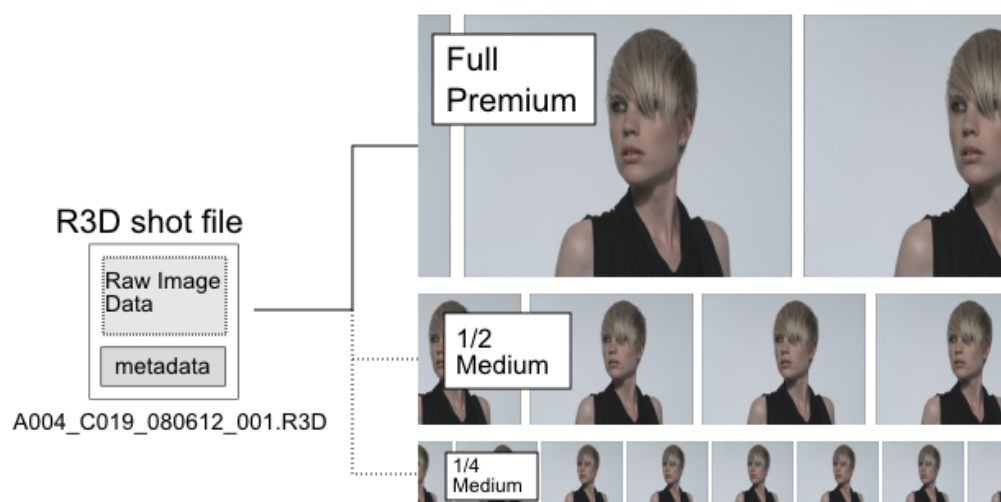 Full
Premium
R3D shot file
Raw Image
Data
metadata
A004_C019_080612_001.R3D
1/2
Medium
1/4
Medium